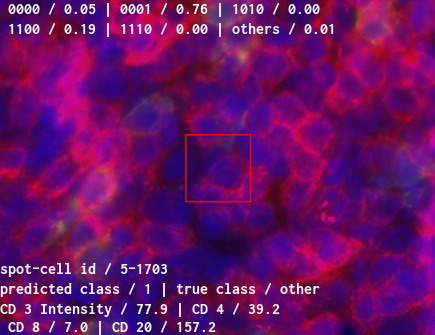 0000 / 0.05 | 0001 / 0.76 | 1010 / 0.00
1100 / 0.19 | 1110 / 0.00 | others / 0.01
spot-cell id / 5-1703
predicted class / 1 | true class / other
CD 3 Intensity / 77.9 | CD 4 / 39.2
CD 8 / 7.0 | CD 20 / 157.2